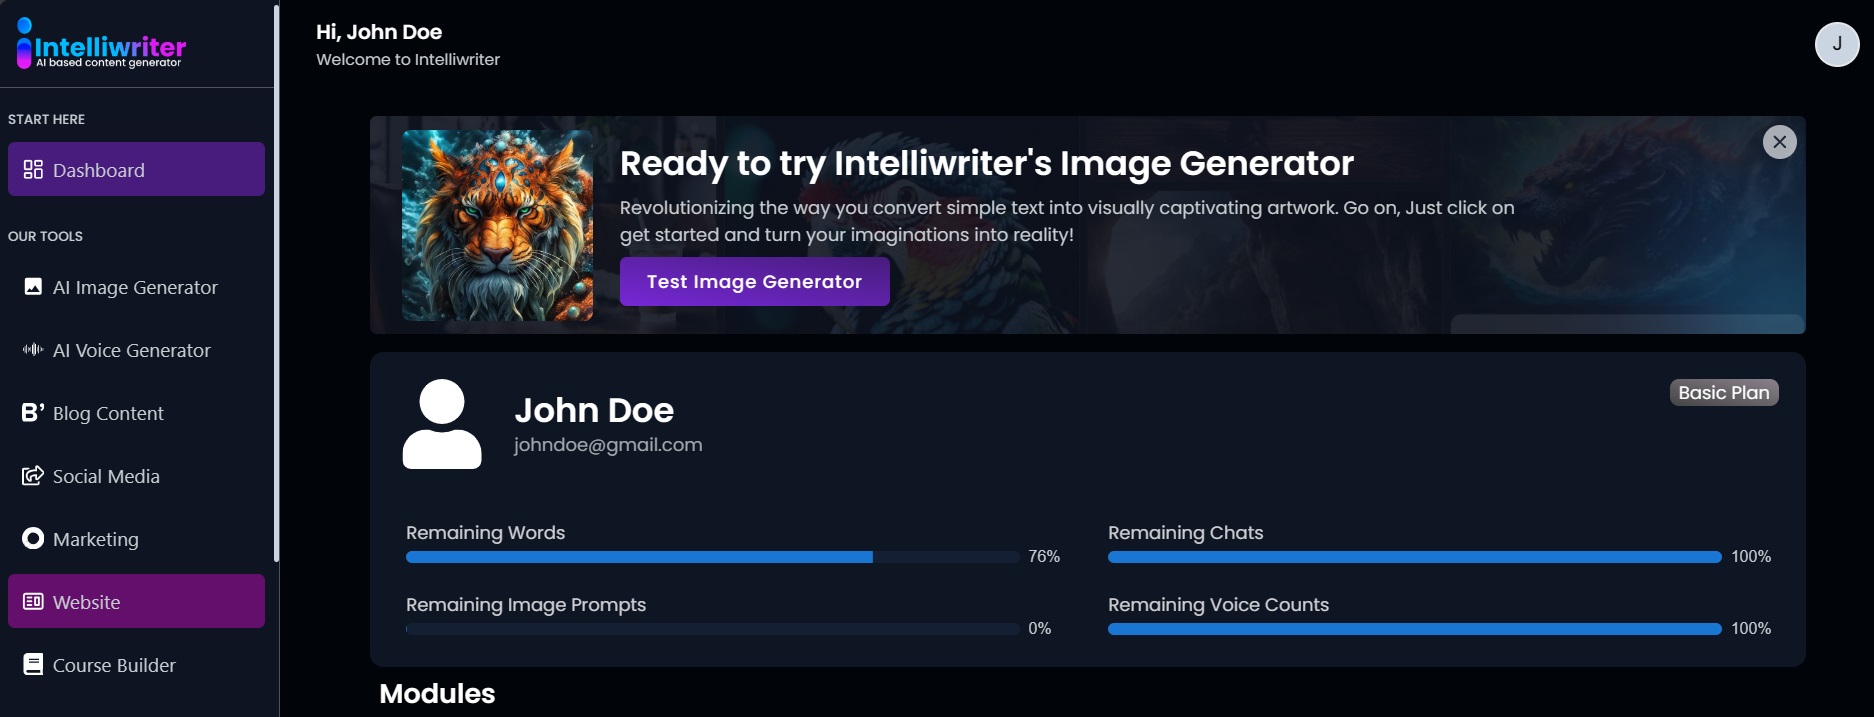 Intelliwriter
AI based content generator
START HERE
Dashboard
OUR TOOLS
AI Image Generator
AI Voice Generator
Blog Content
Social Media
Marketing
Website
Course Builder
Hi, John Doe
Welcome to Intelliwriter
J
Ready to try Intelliwriter's Image Generator
Revolutionizing the way you convert simple text into visually captivating artwork. Go on, Just click on
get started and turn your imaginations into reality!
Test Image Generator
John Doe
johndoe@gmail.com
Basic Plan
Remaining Words
76%
Remaining Chats
100%
Remaining Image Prompts
0%
Remaining Voice Counts
100%
Modules